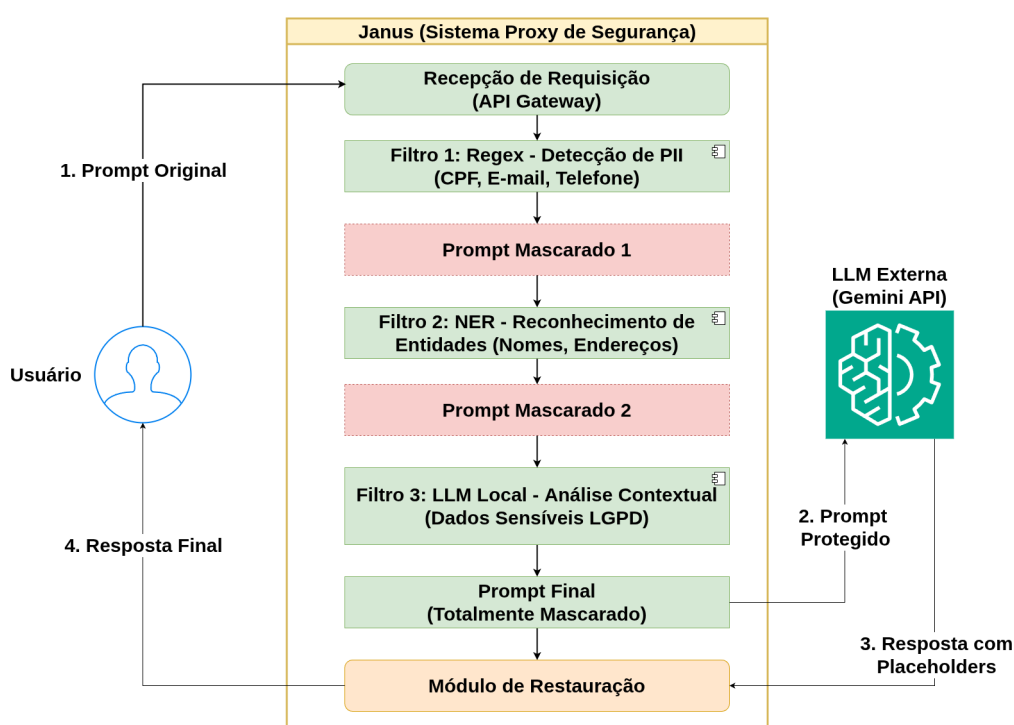 Janus (Sistema Proxy de Segurança)
Recepção de Requisição
(API Gateway)
1. Prompt Original
Filtro 1: Regex - Detecção de PII
(CPF, E-mail, Telefone)
Prompt Mascarado 1
LLM Externa
(Gemini API)
Filtro 2: NER - Reconhecimento de
Entidades (Nomes, Endereços)
Usuário
Prompt Mascarado 2
Filtro 3: LLM Local - Análise Contextual
(Dados Sensíveis LGPD)
2. Prompt
Protegido
4. Resposta Final
Prompt Final
(Totalmente Mascarado)
3. Resposta com
Placeholders
Módulo de Restauração